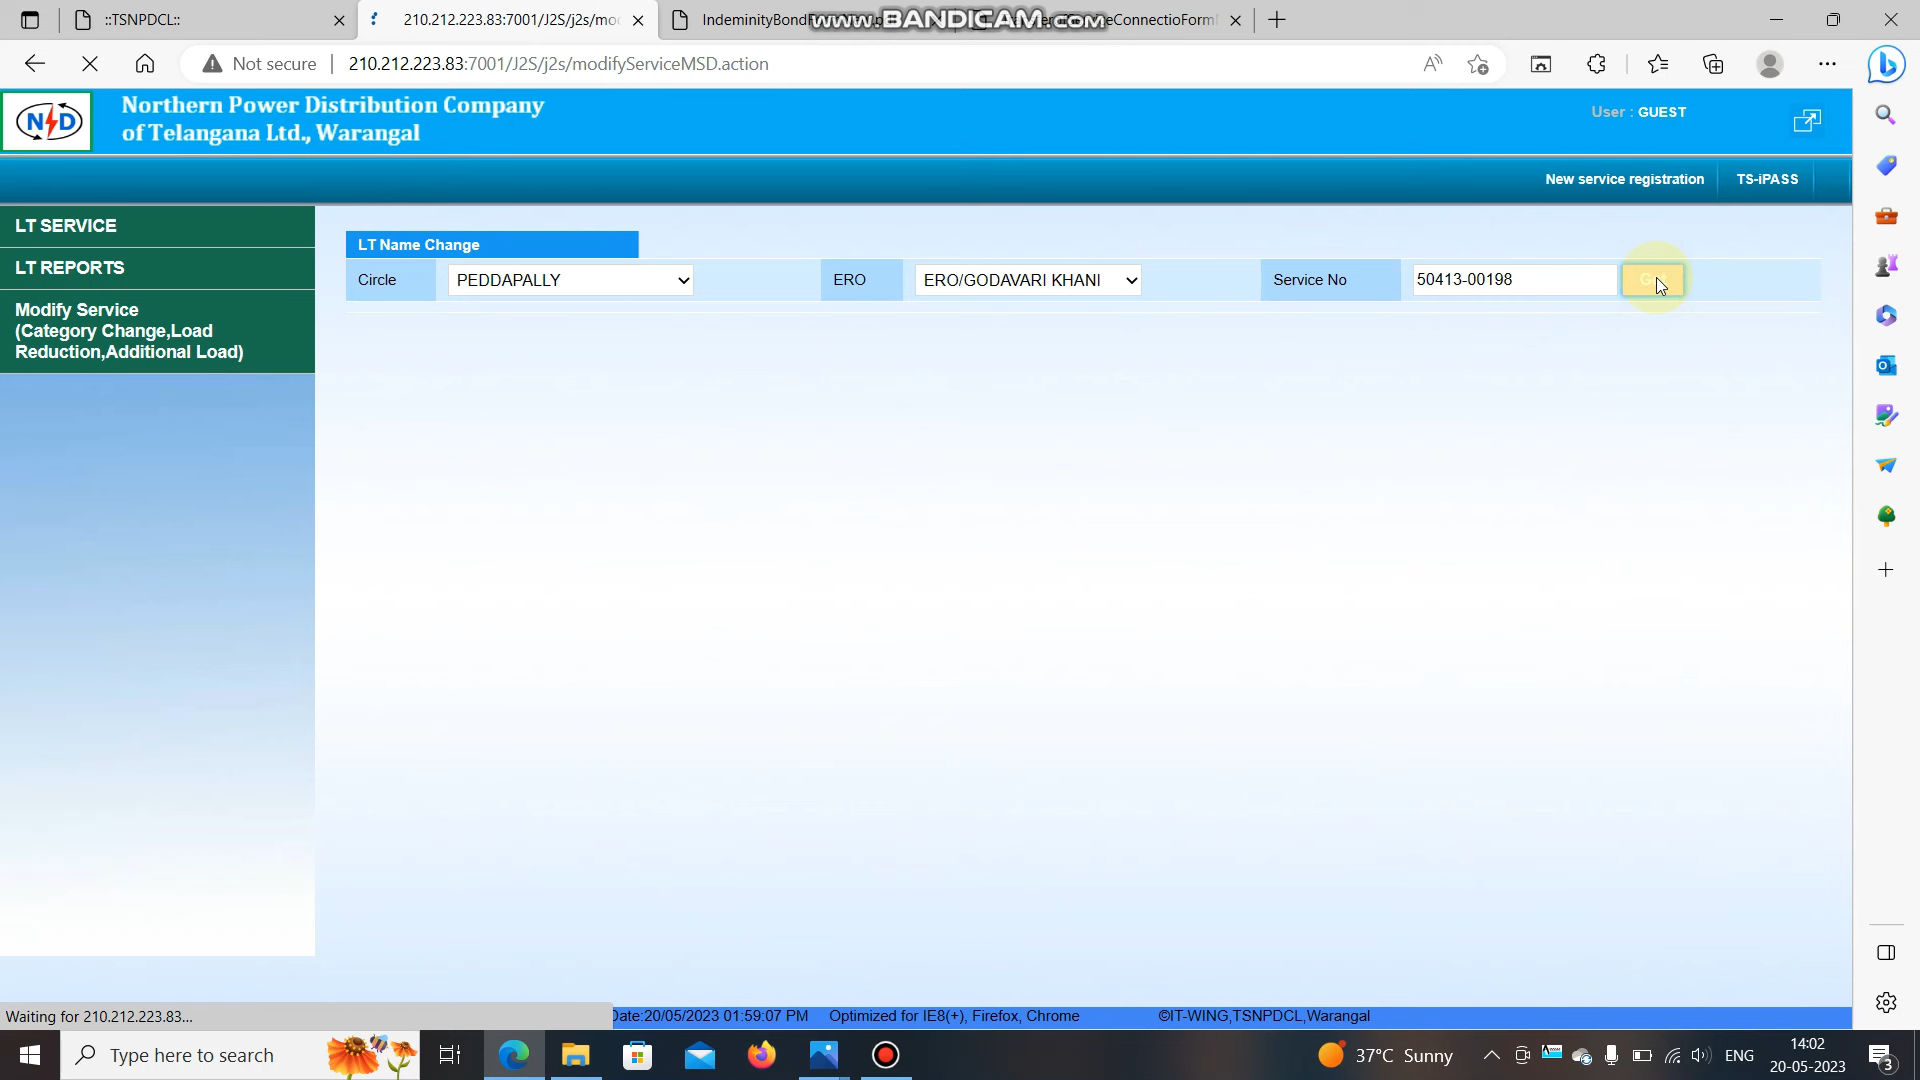 ::TSNPDCL::
210.212.223.83:7001/J2S/j2s/mo
www.BANDICAM.com
Not secure
210.212.223.83:7001/J2S/j2s/modifyServiceMSD.action
Northern Power Distribution Company
of Telangana Ltd., Warangal
N D
User : GUEST
New service registration
TS-iPASS
LT SERVICE
LT REPORTS
Modify Service
(Category Change,Load
Reduction,Additional Load)
LT Name Change
Circle
PEDDAPALLY
ERO
ERO/GODAVARI KHANI
Service No
50413-00198
Waiting for 210.212.223.83...
Date:20/05/2023 01:59:07 PM
Optimized for IE8(+), Firefox, Chrome
©IT-WING,TSNPDCL,Warangal
Type here to search
37°C Sunny
ENG
14:02
20-05-2023
3